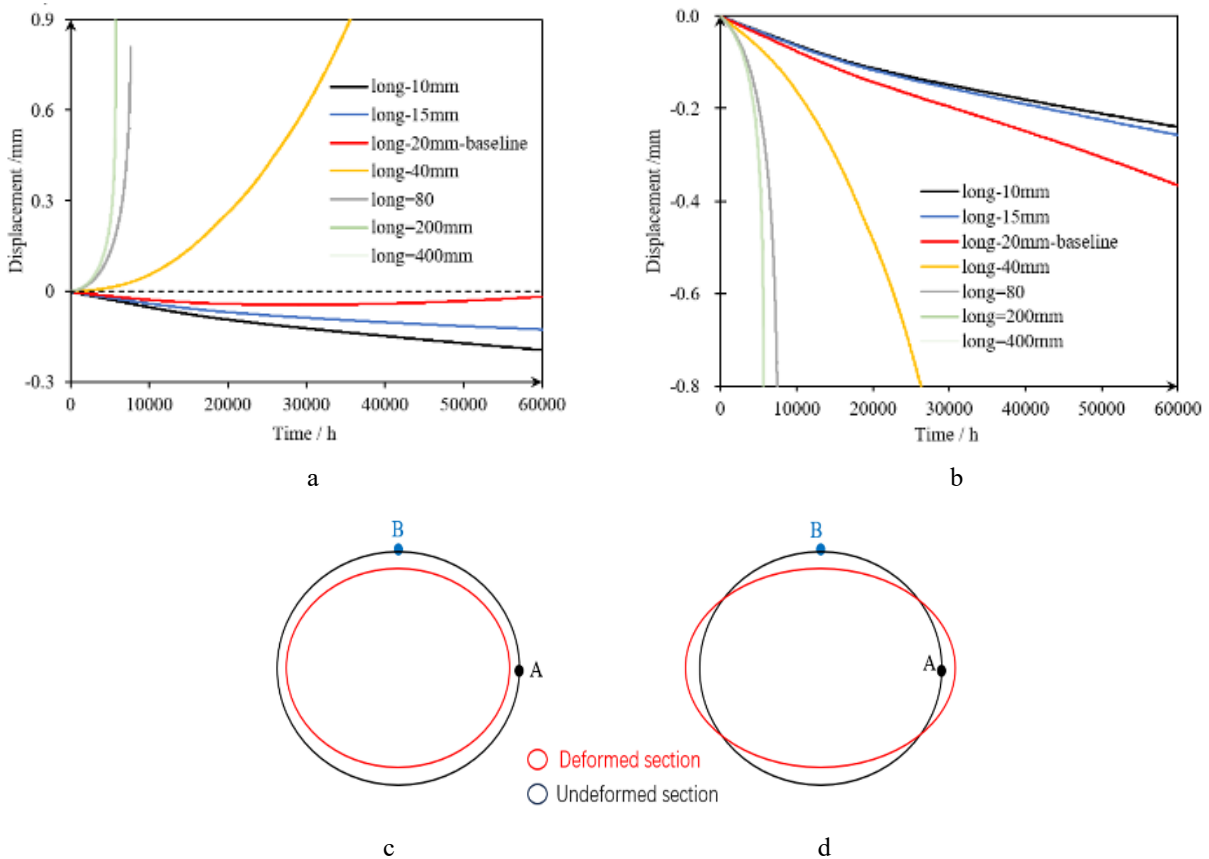 0.9
0.6
0.3
0
-0.3
Displacement /mm
0
10000
20000
30000
40000
50000
60000
Time / h
long-10mm
long-15mm
long-20mm-baseline
long-40mm
long=80
long=200mm
long=400mm
a
0.0
-0.2
-0.4
-0.6
-0.8
Displacement /mm
0
10000
20000
30000
40000
50000
60000
Time / h
long-10mm
long-15mm
long-20mm-baseline
long-40mm
long=80
long=200mm
long=400mm
b
B
A
B
A
Deformed section
Undeformed section
c
d